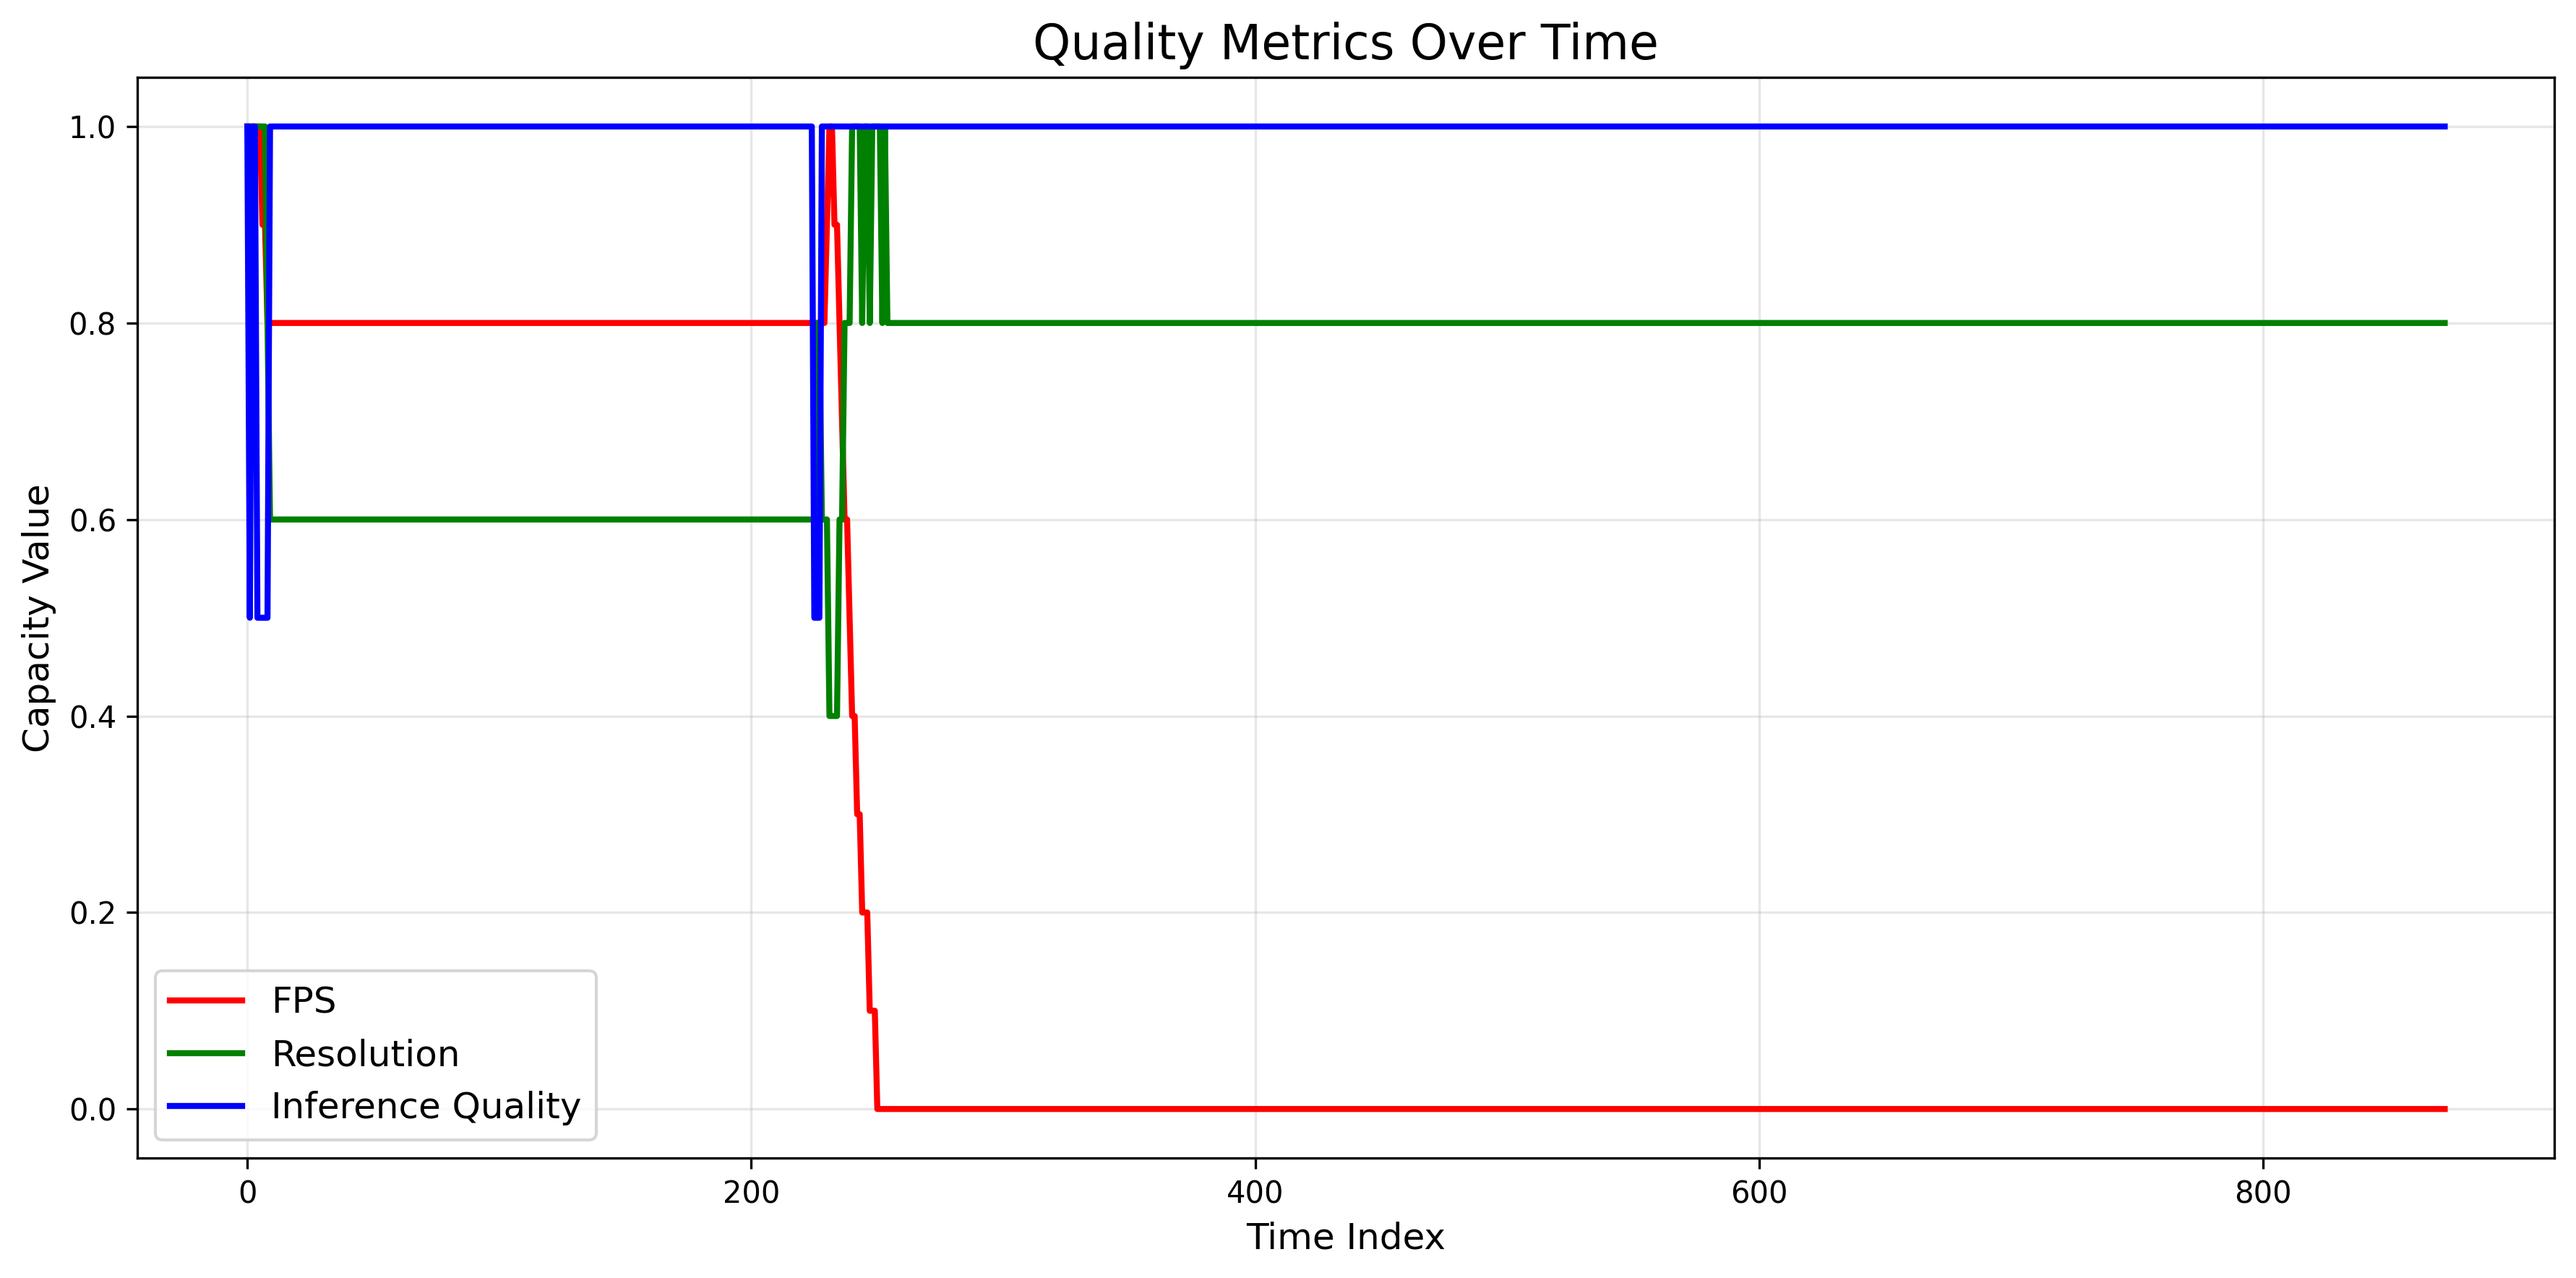 Quality Metrics Over Time
Capacity Value
1.0
0.8
0.6
0.4
0.2
0.0
FPS
Resolution
Inference Quality
0 200 400 600 800
Time Index